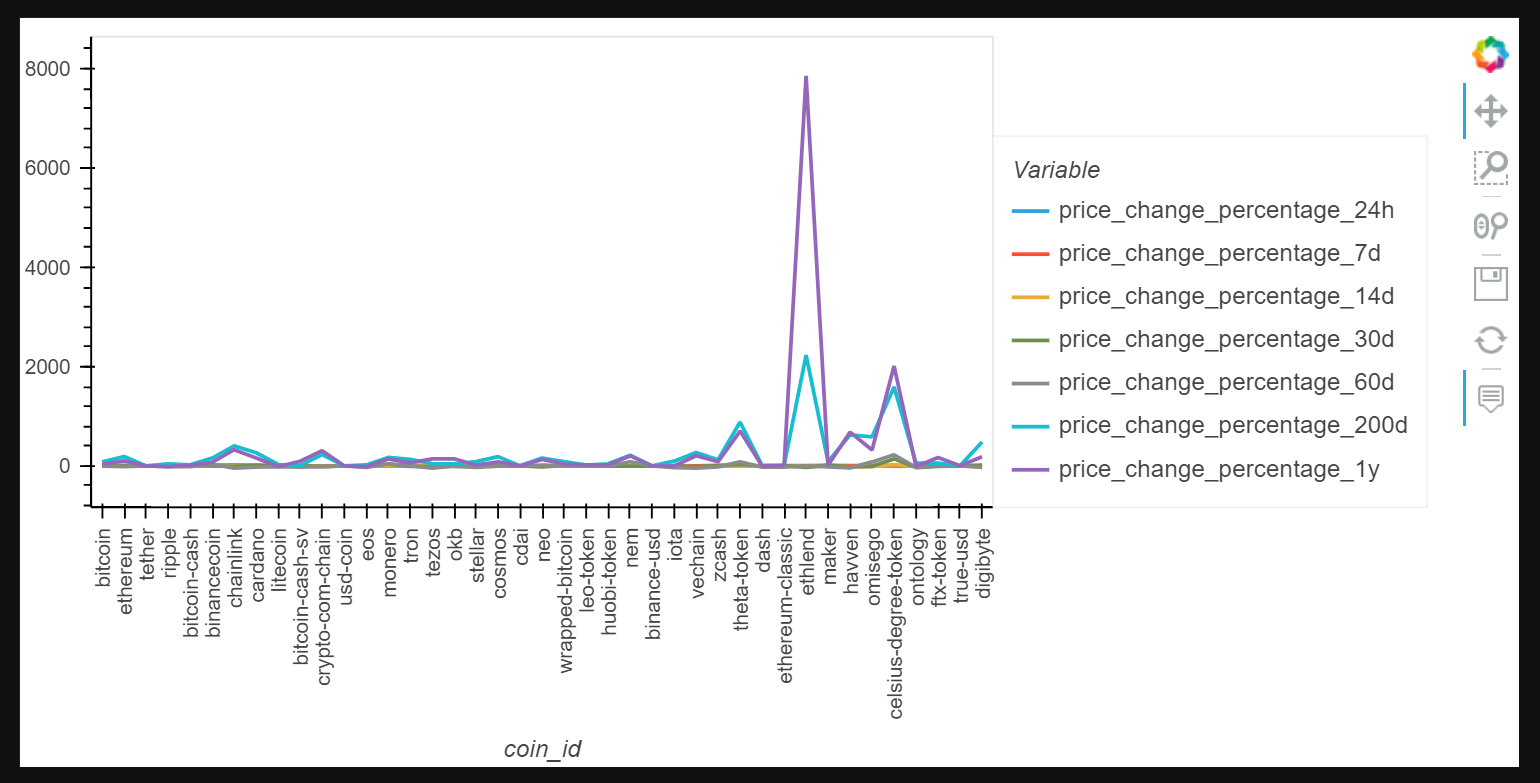 8000
6000
4000
2000
0
Variable
price_change_percentage_24h
price_change_percentage_7d
price_change_percentage_14d
price_change_percentage_30d
price_change_percentage_60d
price_change_percentage_200d
price_change_percentage_1y
bitcoin
ethereum
tether
ripple
bitcoin-cash
binancecoin
chainlink
cardano
litecoin
bitcoin-cash-sv
crypto-com-chain
usd-coin
eos
monero
tron
tezos
okb
stellar
cosmos
cdai
neo
wrapped-bitcoin
leo-token
huobi-token
nem
binance-usd
iota
vechain
zcash
theta-token
dash
ethereum-classic
ethlend
maker
havven
omisego
celsius-degree-token
ontology
ftx-token
true-usd
digibyte
coin_id